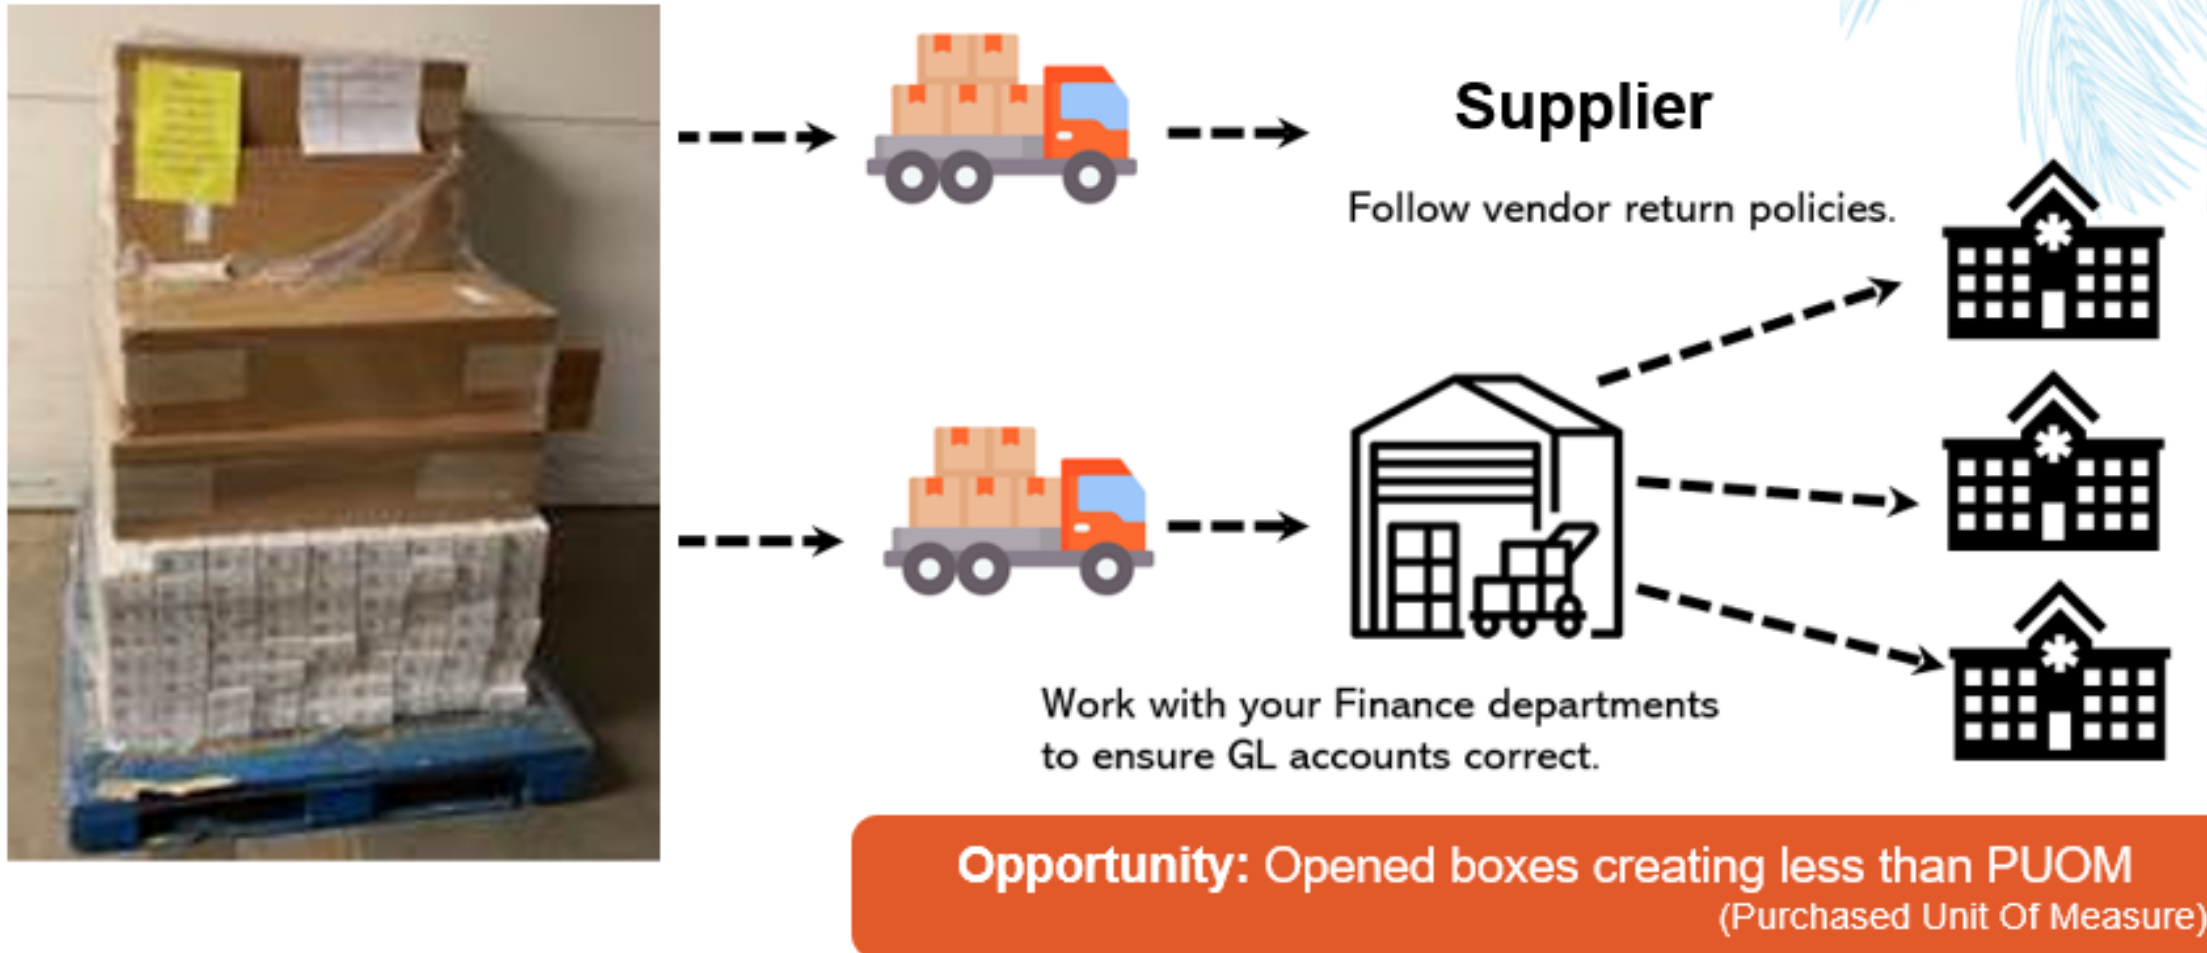 Supplier
Follow vendor return policies.
Work with your Finance departments
to ensure GL accounts correct.
Opportunity: Opened boxes creating less than PUOM
(Purchased Unit Of Measure)